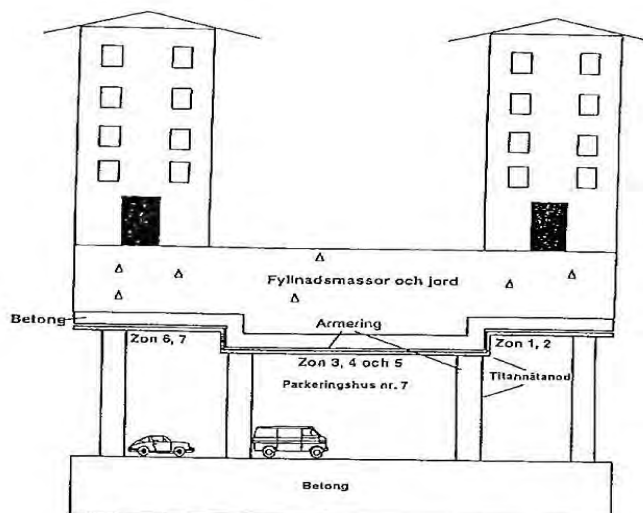 Fyllnadsmassor och jord
Betong
Armering
Zon 6, 7
Zon 1, 2
Zon 3, 4 och 5
Titannätanod
Parkeringshus nr. 7
Betong